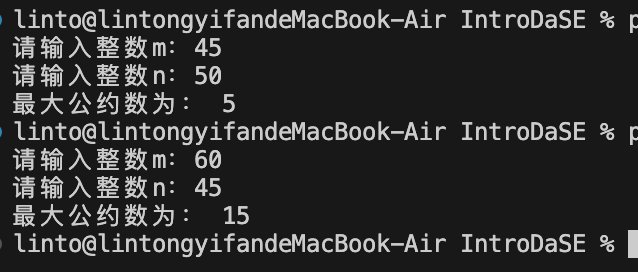 linto@lintongyifandeMacBook-Air IntroDaSE % p
请输入整数m: 45
请输入整数n: 50
最大公约数为： 5
linto@lintongyifandeMacBook-Air IntroDaSE % p
请输入整数m: 60
请输入整数n: 45
最大公约数为： 15
linto@lintongyifandeMacBook-Air IntroDaSE %